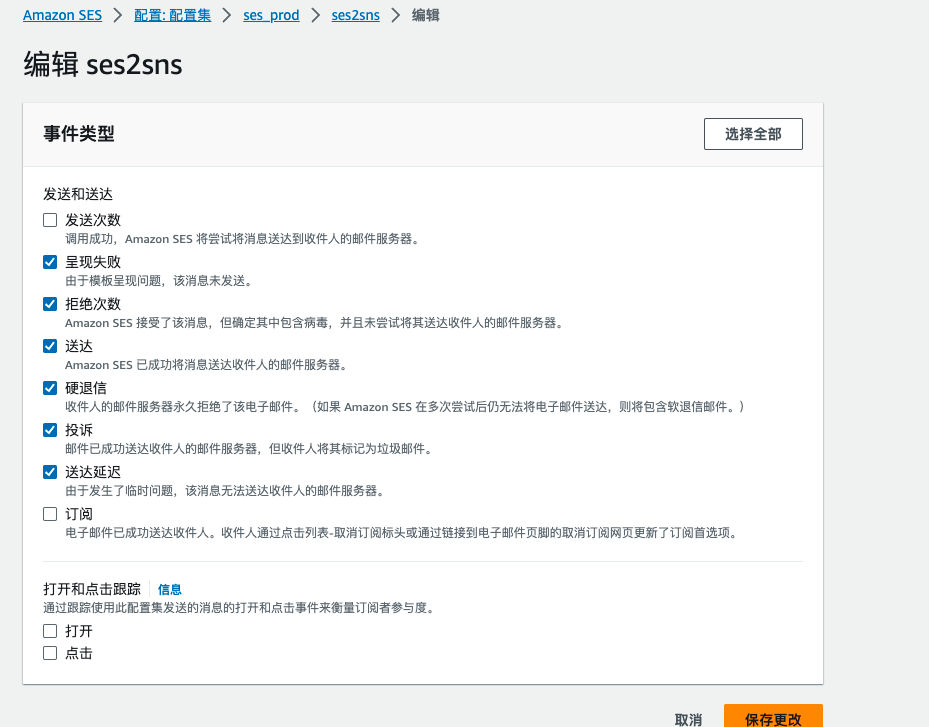 Amazon SES > 配置: 配置集 > ses_prod > ses2sns > 编辑
编辑 ses2sns
事件类型
选择全部
发送和送达
发送次数
调用成功，Amazon SES 将尝试将消息送达到收件人的邮件服务器。
呈现失败
由于模板呈现问题，该消息未发送。
拒绝次数
Amazon SES 接受了该消息，但确定其中包含病毒，并且未尝试将其送达收件人的邮件服务器。
送达
Amazon SES 已成功将消息送达收件人的邮件服务器。
硬退信
收件人的邮件服务器永久拒绝了该电子邮件。（如果 Amazon SES 在多次尝试后仍无法将电子邮件送达，则将包含软退信邮件。）
投诉
邮件已成功送达收件人的邮件服务器，但收件人将其标记为垃圾邮件。
送达延迟
由于发生了临时问题，该消息无法送达收件人的邮件服务器。
订阅
电子邮件已成功送达收件人。收件人通过点击列表-取消订阅标头或通过链接到电子邮件页脚的取消订阅网页更新了订阅首选项。
打开和点击跟踪 信息
通过跟踪使用此配置集发送的消息的打开和点击事件来衡量订阅者参与度。
打开
点击
取消 保存更改